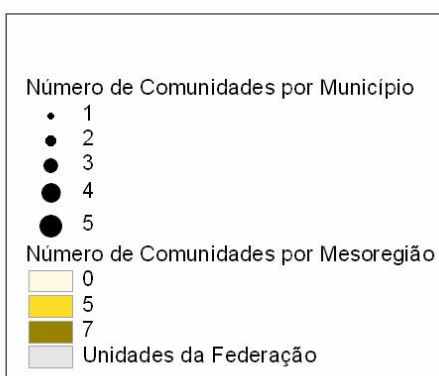 Número de Comunidades por Município
1
2
3
4
5
Número de Comunidades por Mesoregião
0
5
7
Unidades da Federação